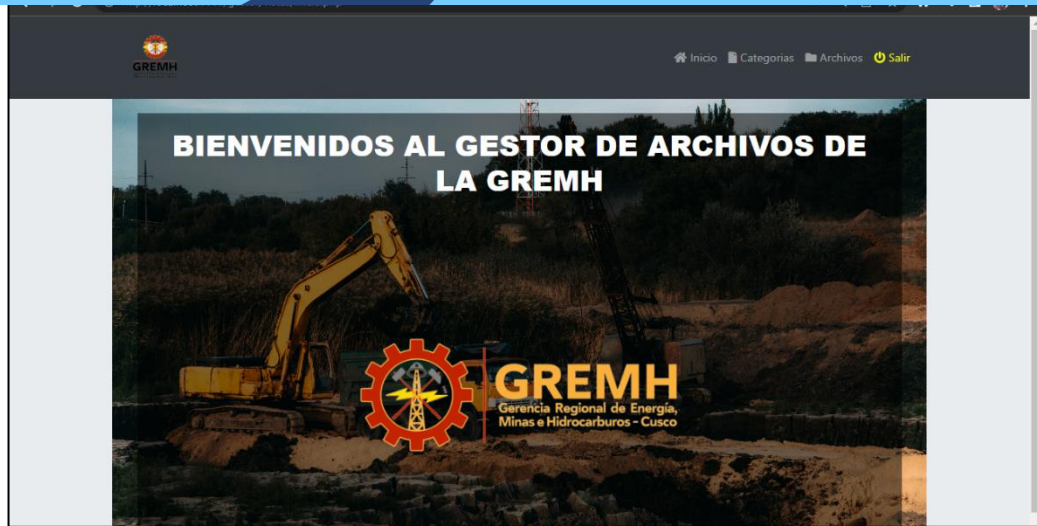 GREMH
Inicio Categorias Archivos Salir
BIENVENIDOS AL GESTOR DE ARCHIVOS DE
LA GREMH
GREMH
Gerencia Regional de Energía,
Minas e Hidrocarburos - Cusco